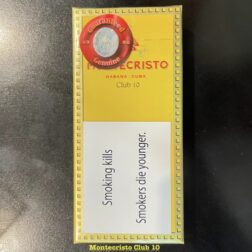 Guaranteed
Genuine
MONTECRISTO
HABANA CUBA
Club 10
Smoking kills
Smokers die younger.
Montecristo Club 10